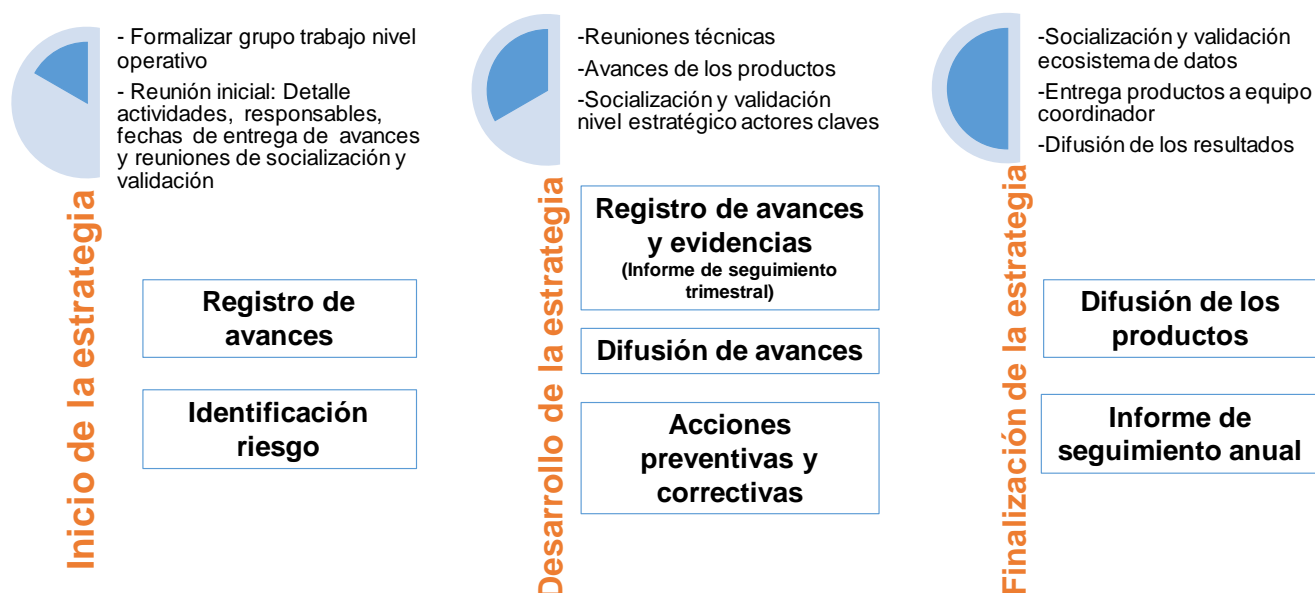 - Formalizar grupo trabajo nivel
operativo
- Reunión inicial: Detalle
actividades, responsables,
fechas de entrega de avances
y reuniones de socialización y
validación
Inicio de la estrategia
Registro de
avances
Identificación
riesgo
-Reuniones técnicas
-Avances de los productos
-Socialización y validación
nivel estratégico actores claves
Desarrollo de la estrategia
Registro de avances
y evidencias
(Informe de seguimiento
trimestral)
Difusión de avances
Acciones
preventivas y
correctivas
-Socialización y validación
ecosistema de datos
-Entrega productos a equipo
coordinador
-Difusión de los resultados
Finalización de la estrategia
Difusión de los
productos
Informe de
seguimiento anual